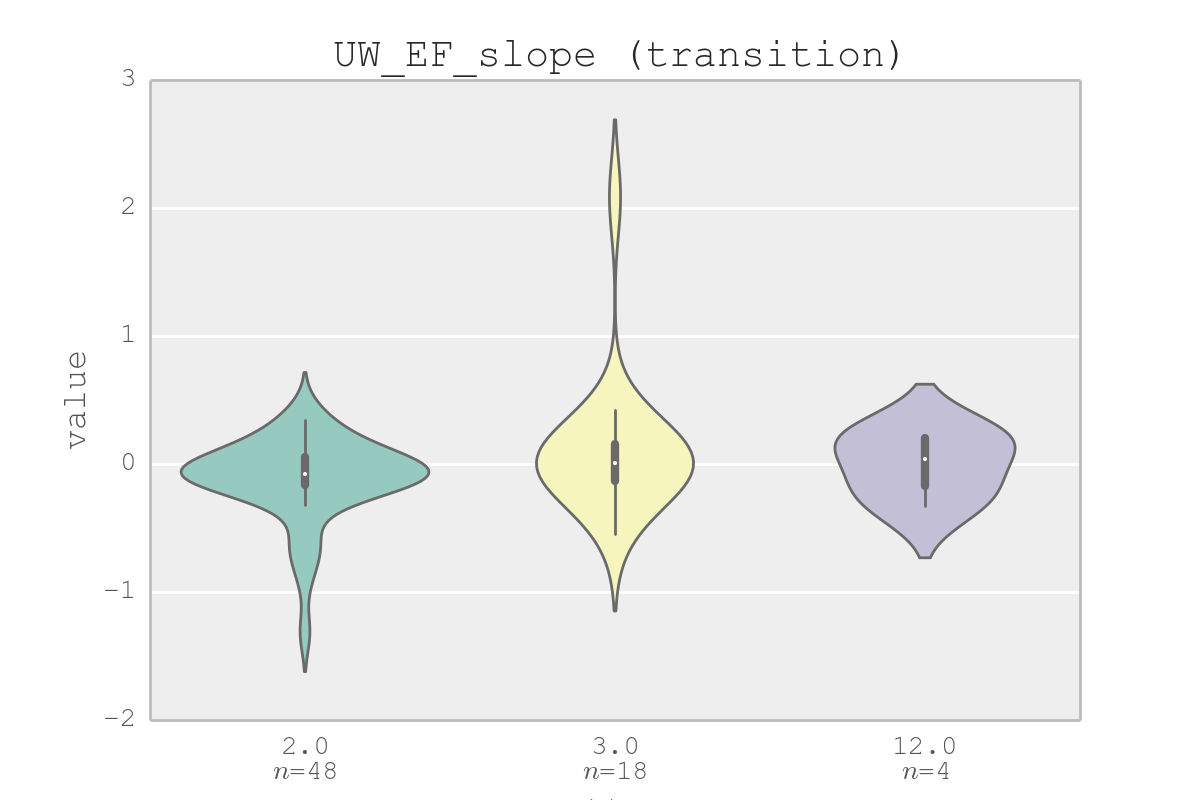 UW_EF_slope (transition)
3
2
1
0
−1
−2
value
2.0
n=48
3.0
n=18
12.0
n=4